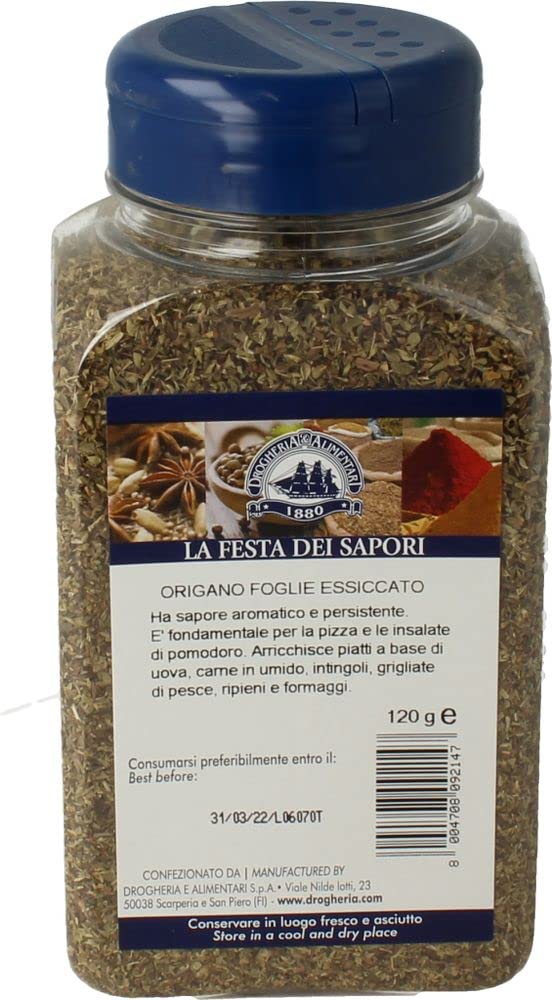 DROGHERIA & ALIMENTARI
1880
LA FESTA DEI SAPORI
ORIGANO FOGLIE ESSICCATO
Ha sapore aromatico e persistente.
E' fondamentale per la pizza e le insalate
di pomodoro. Arricchisce piatti a base di
uova, carne in umido, intingoli, grigliate
di pesce, ripieni e formaggi.
120 g e
Consumarsi preferibilmente entro il:
Best before:
31/03/22/L06070T
8 004708 092147
CONFEZIONATO DA | MANUFACTURED BY
DROGHERIA E ALIMENTARI S.p.A. • Viale Nilde Iotti, 23
50038 Scarperia e San Piero (FI) - www.drogheria.com
Conservare in luogo fresco e asciutto
Store in a cool and dry place